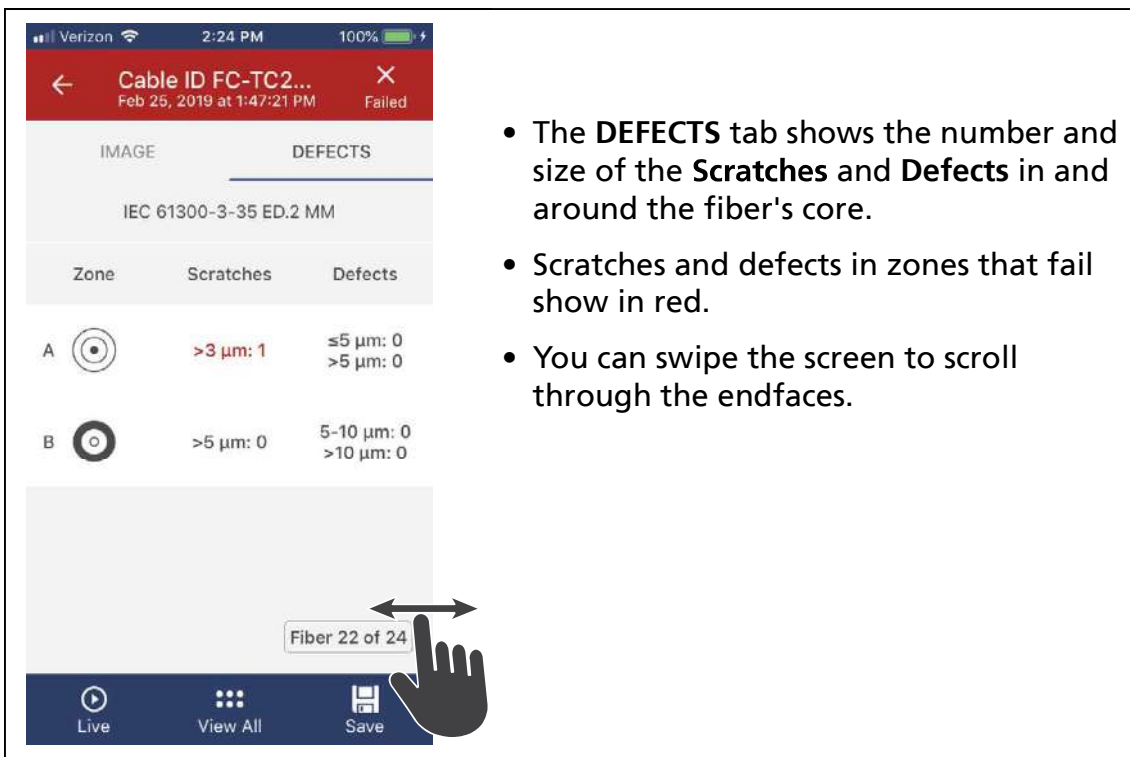 Verizon 2:24 PM 100%
Cable ID FC-TC2...
Feb 25, 2019 at 1:47:21 PM Failed
IMAGE DEFECTS
IEC 61300-3-35 ED.2 MM
Zone Scratches Defects
A >3 µm: 1 ≤5 µm: 0
>5 µm: 0
B >5 µm: 0 5-10 µm: 0
>10 µm: 0
Fiber 22 of 24
Live View All Save
• The DEFECTS tab shows the number and
size of the Scratches and Defects in and
around the fiber's core.
• Scratches and defects in zones that fail
show in red.
• You can swipe the screen to scroll
through the endfaces.